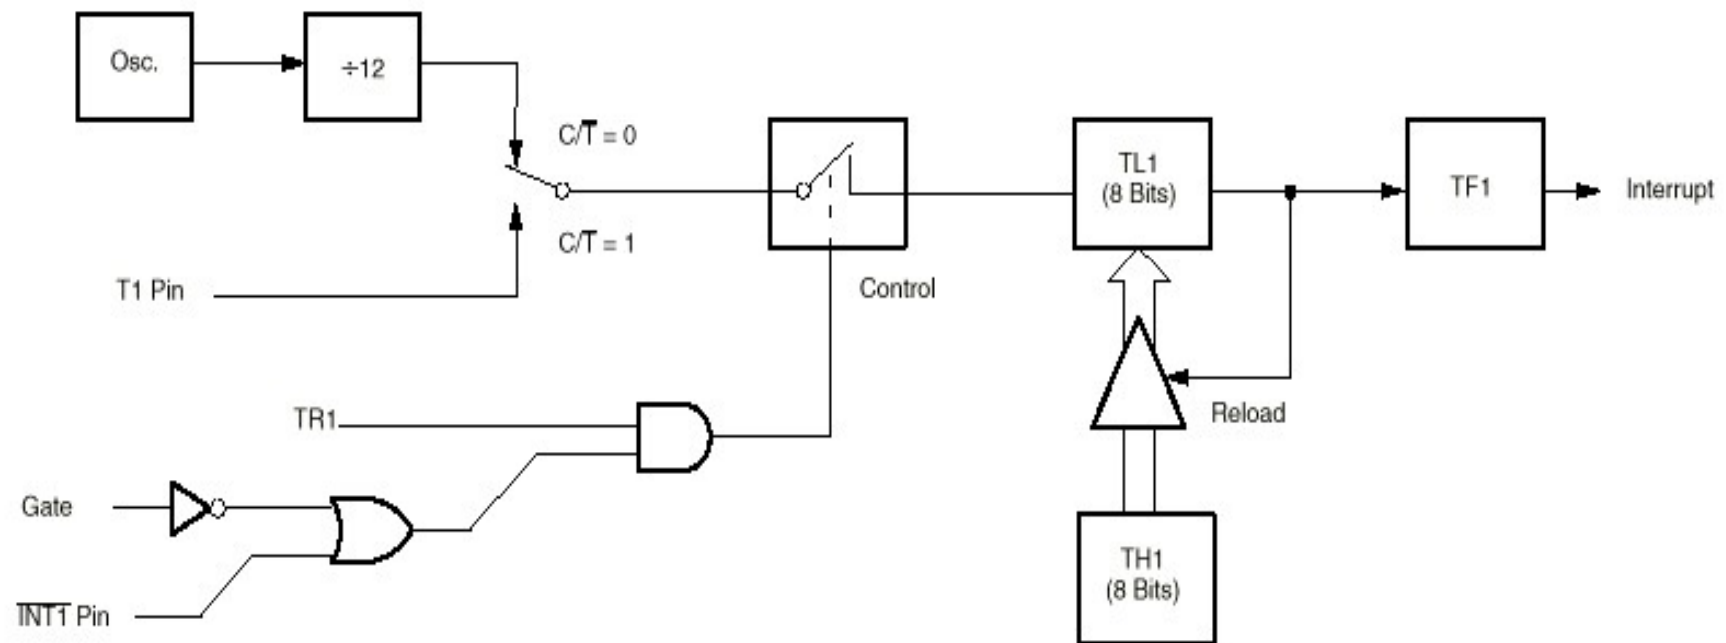 Osc.
÷12
C/T̅ = 0
C/T̅ = 1
T1 Pin
Control
TL1
(8 Bits)
TF1
Interrupt
Reload
TR1
Gate
I̅N̅T̅1̅ Pin
TH1
(8 Bits)